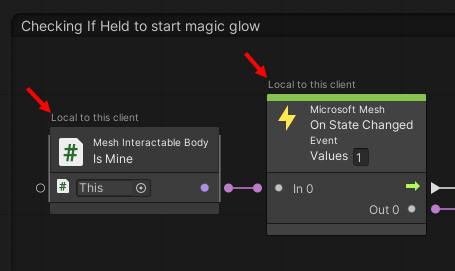 Checking If Held to start magic glow
Local to this client
Local to this client
Mesh Interactable Body
Is Mine
# This
Microsoft Mesh
On State Changed
Event
Values 1
In 0
Out 0